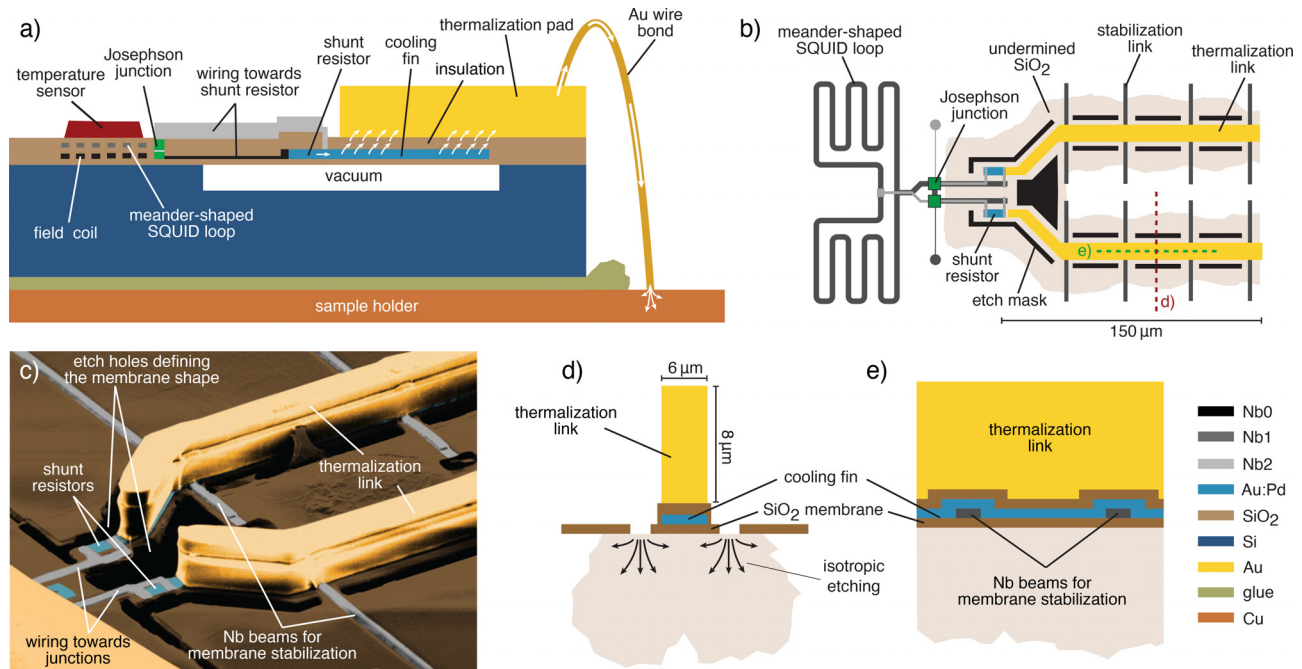 a)
temperature
sensor
Josephson
junction
wiring towards
shunt resistor
shunt
resistor
cooling
fin
thermalization pad
insulation
Au wire
bond
vacuum
field coil
meander-shaped
SQUID loop
sample holder
b)
meander-shaped
SQUID loop
undermined
SiO2
stabilization
link
thermalization
link
Josephson
junction
shunt
resistor
etch mask
e)
d)
150 µm
c)
etch holes defining
the membrane shape
shunt
resistors
thermalization
link
wiring towards
junctions
Nb beams for
membrane stabilization
d)
6 µm
8 µm
thermalization
link
cooling fin
SiO2 membrane
isotropic
etching
e)
thermalization
link
Nb beams for
membrane stabilization
Nb0
Nb1
Nb2
Au:Pd
SiO2
Si
Au
glue
Cu